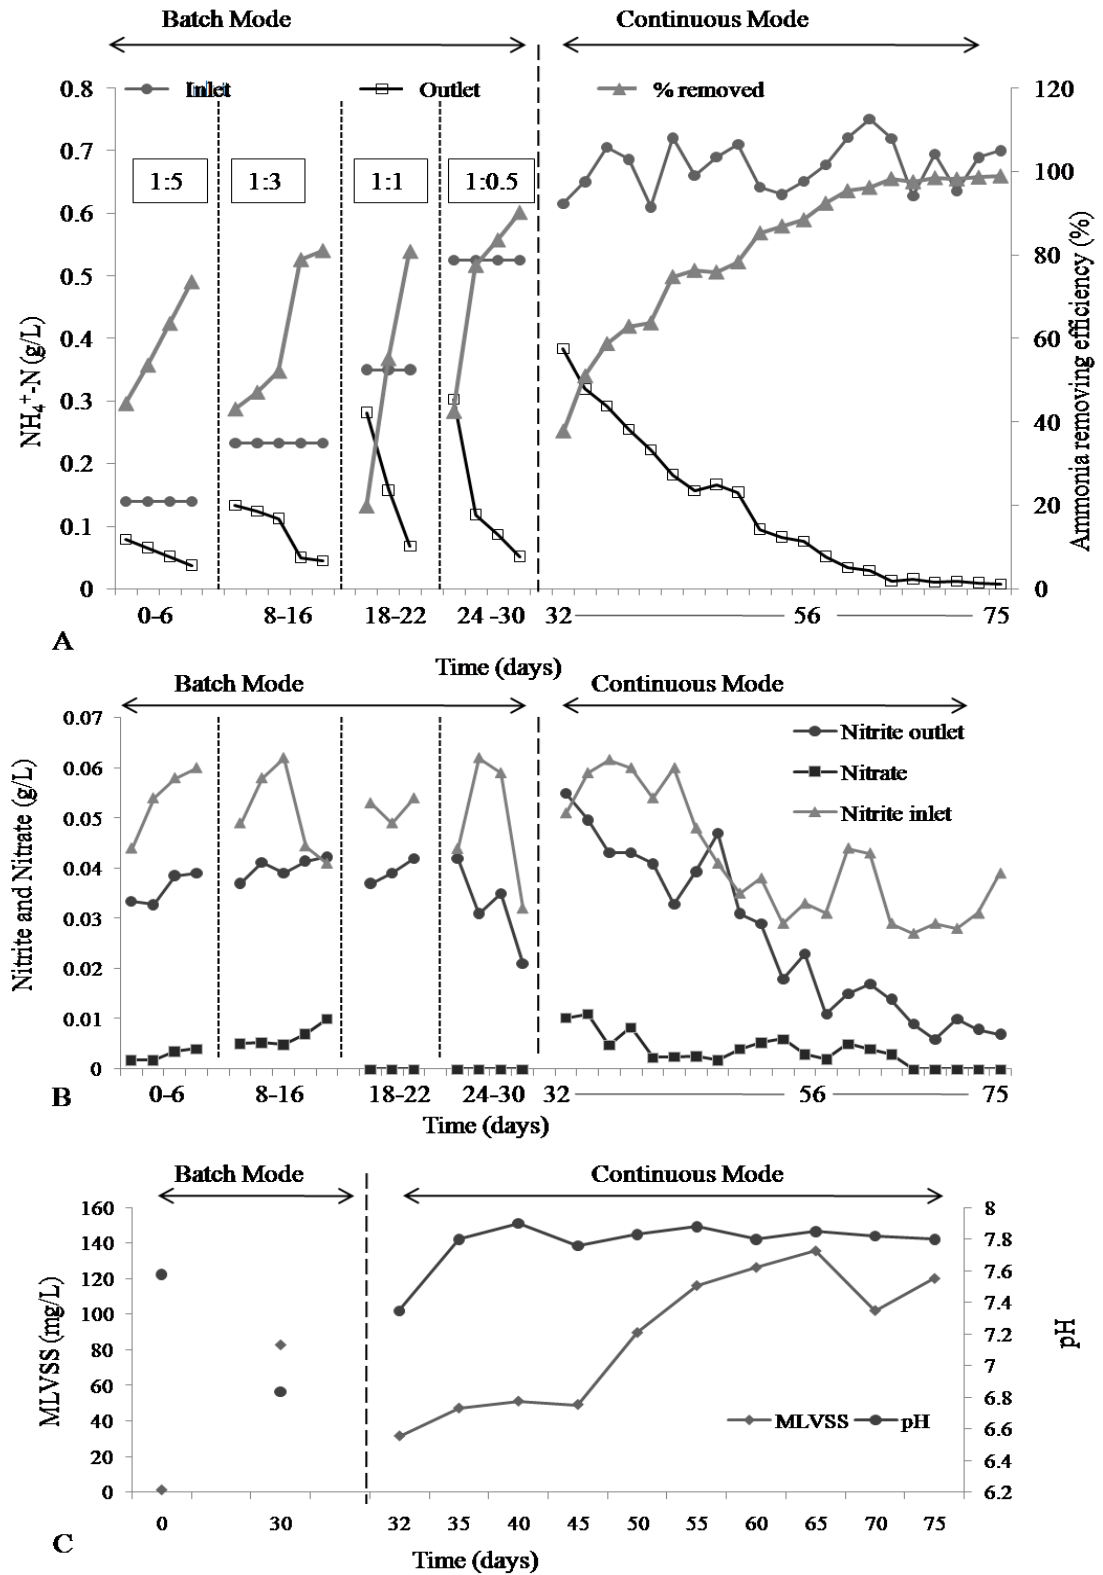 Batch Mode Continuous Mode
Inlet Outlet % removed
0.8 120
0.7
100
1:5 1:3 1:1 1:0.5
0.6
0.5 80
0.4
60
0.3
40
0.2
20
0.1
0 0
NH₄⁺-N (g/L)
Ammonia removing efficiency (%)
0-6 8-16 18-22 24 -30 32 56 75
A
Time (days)
Batch Mode Continuous Mode
0.07
Nitrite outlet
0.06
Nitrate
0.05
Nitrite inlet
0.04
0.03
0.02
0.01
0
Nitrite and Nitrate (g/L)
0-6 8-16 18-22 24-30 32 56 75
B
Time (days)
Batch Mode Continuous Mode
160 8
140 7.8
120 7.6
100 7.4
80 7.2
7
60
6.8
40
6.6
20
6.4
0 6.2
MLVSS (mg/L)
pH
MLVSS pH
0 30 32 35 40 45 50 55 60 65 70 75
C
Time (days)